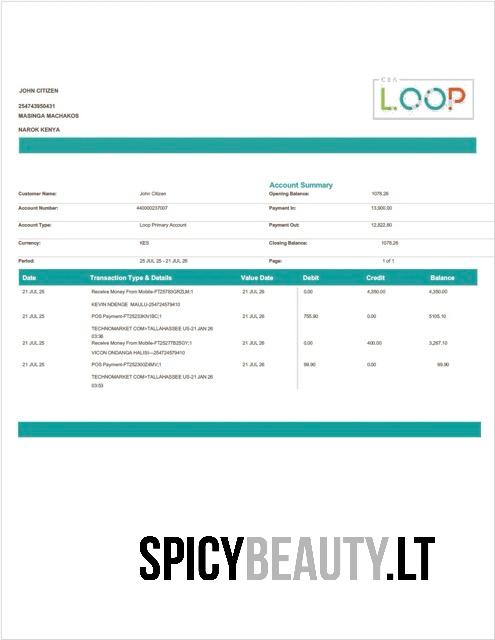 CBA
LOOP
JOHN CITIZEN
254743950431
MASINGA MACHAKOS
NAROK KENYA
Account Summary
Customer Name: John Citizen Opening Balance: 1078.26
Account Number: 440000237007 Payment In: 13,900.00
Account Type: Loop Primary Account Payment Out: 12,822.80
Currency: KES Closing Balance: 1078.26
Period: 25 JUL 25 - 21 JUL 26 Page: 1 of 1
Date Transaction Type & Details Value Date Debit Credit Balance
21 JUL 25 Receive Money From Mobile-FT25783GRZLM;1 21 JUL 26 0.00 4,350.00 4,350.00
KEVIN NDENGE MAULU-254724579410
21 JUL 25 POS Payment-FT25233KN1BC;1 21 JUL 26 755.90 0.00 5105.10
TECHNOMARKET COM>TALLAHASSEE US-21 JAN 26
03:36
21 JUL 25 Receive Money From Mobile-FT25277B2SGY;1 21 JUL 26 0.00 400.00 3,267.10
VICON ONDANGA HALISI---254724579410
21 JUL 25 POS Payment-FT252300Z4MV;1 21 JUL 26 99.90 0.00 99.90
TECHNOMARKET COM>TALLAHASSEE US-21 JAN 26
03:53
SPICYBEAUTY.LT